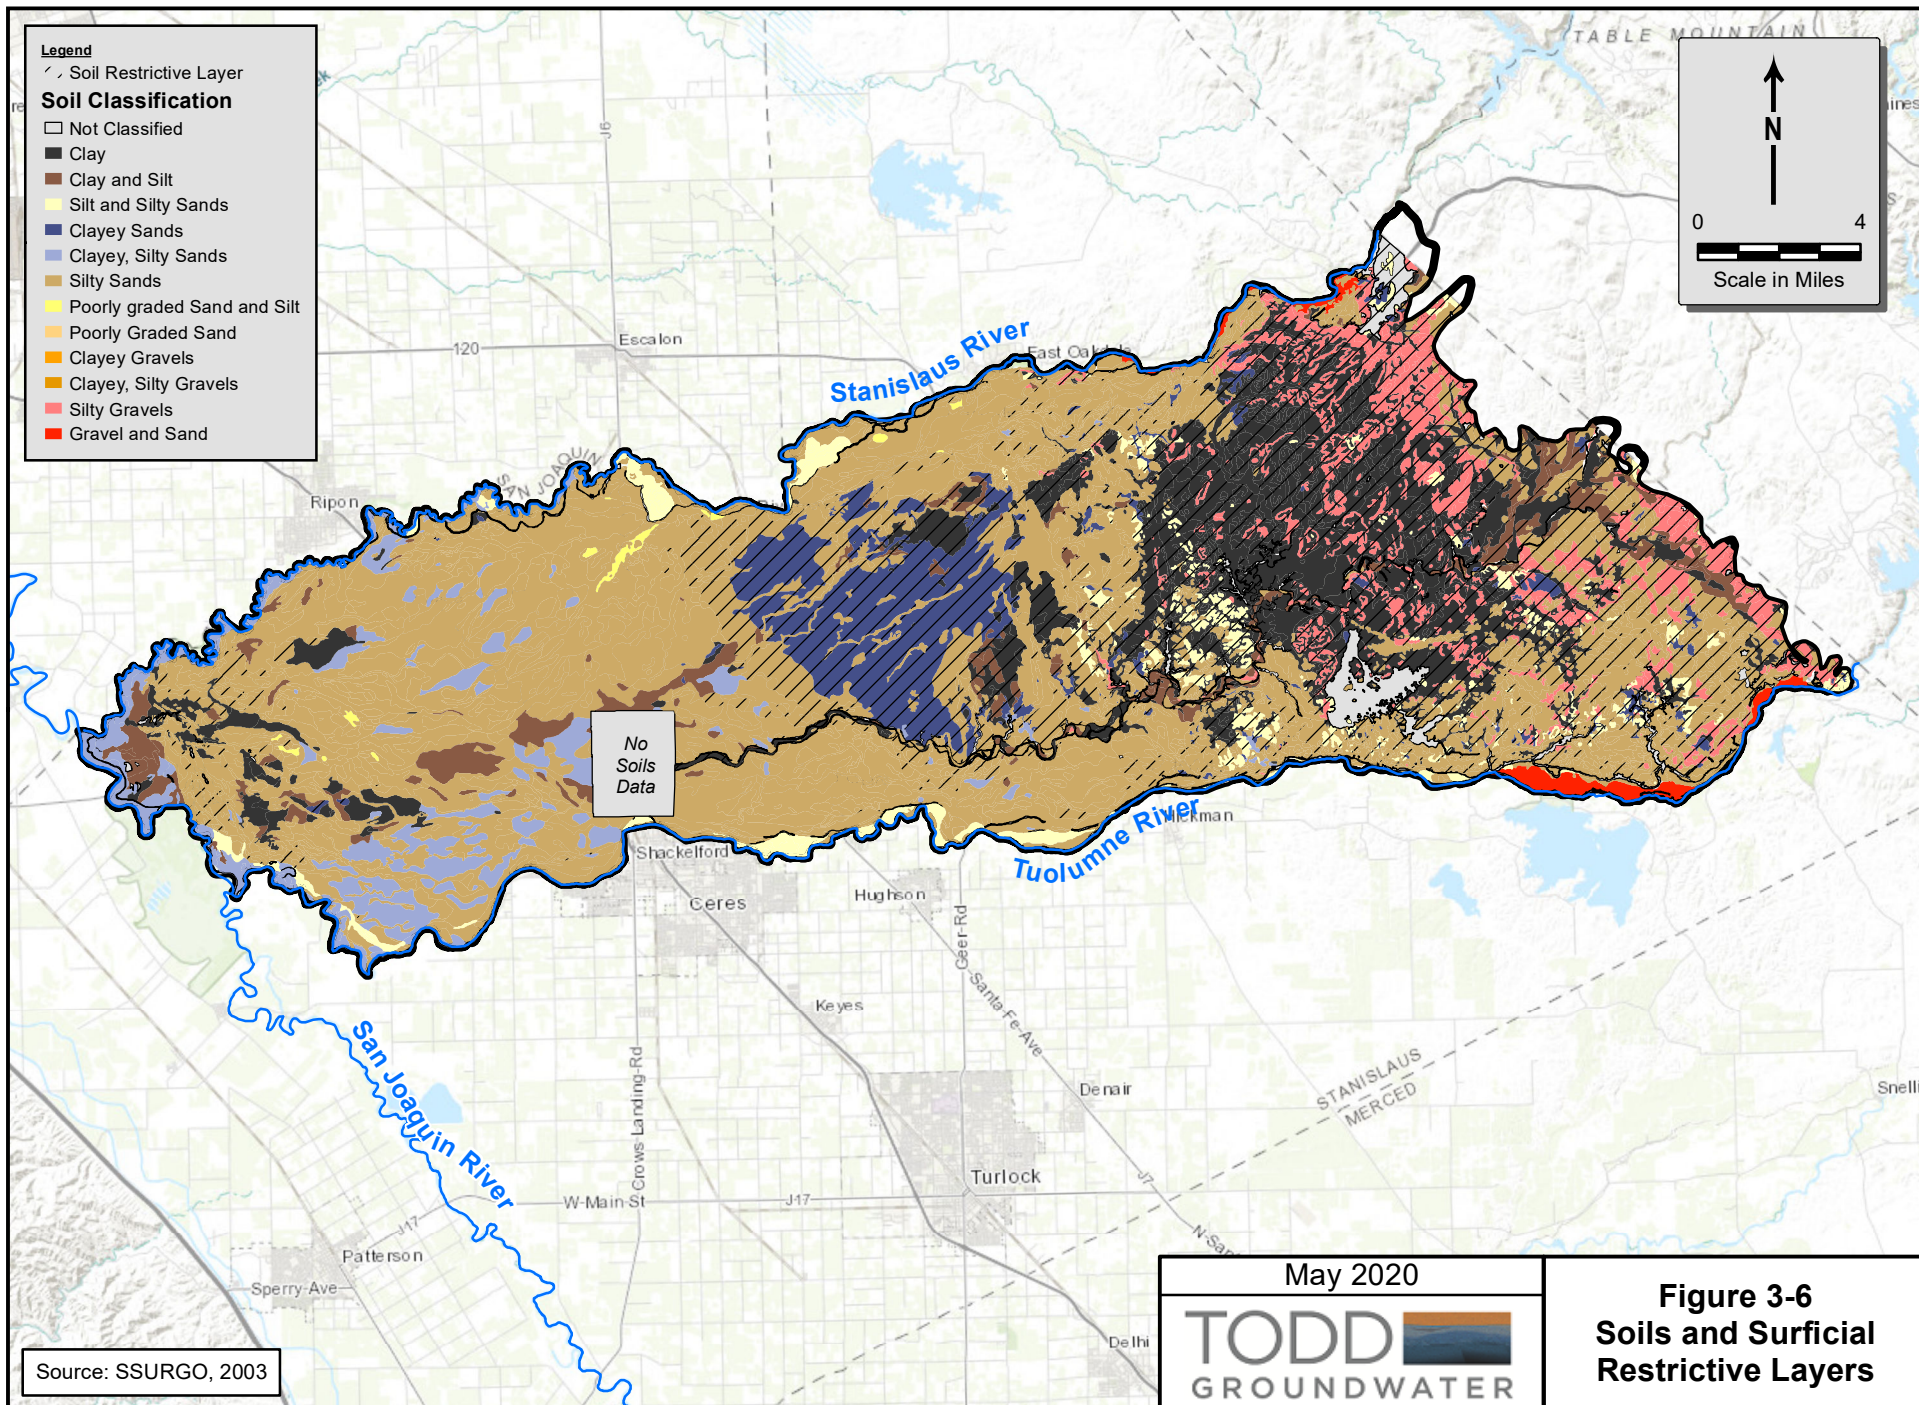 Legend
Soil Restrictive Layer
Soil Classification
Not Classified
Clay
Clay and Silt
Silt and Silty Sands
Clayey Sands
Clayey, Silty Sands
Silty Sands
Poorly graded Sand and Silt
Poorly Graded Sand
Clayey Gravels
Clayey, Silty Gravels
Silty Gravels
Gravel and Sand
TABLE MOUNTAIN
N
0 4
Scale in Miles
J6
120
Escalon
East Oakdale
Stanislaus River
SAN JOAQUIN
Ripon
No
Soils
Data
Shackelford
Ceres
Hughson
Tuolumne River
Geer-Rd
Santa-Fe-Ave
Keyes
San Joaquin River
Crows-Landing-Rd
Denair
STANISLAUS
MERCED
Turlock
J7
W-Main-St
J17
J17
Patterson
Sperry-Ave
Delhi
May 2020
TODD
GROUNDWATER
Figure 3-6
Soils and Surficial
Restrictive Layers
Source: SSURGO, 2003